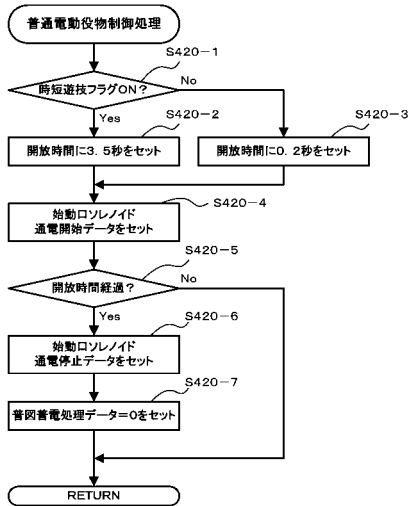 普通電動役物制御処理
S420-1
時短遊技フラグON?
No
Yes
S420-2
S420-3
開放時間に3.5秒をセット
開放時間に0.2秒をセット
S420-4
始動口ソレノイド
通電開始データをセット
S420-5
開放時間経過?
No
Yes
S420-6
始動口ソレノイド
通電停止データをセット
S420-7
普図普電処理データ=0をセット
RETURN